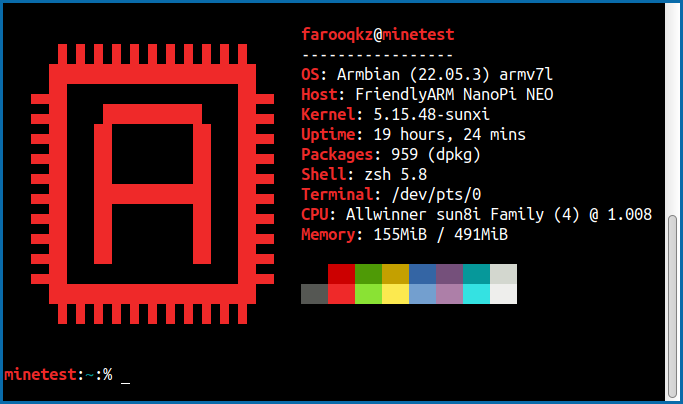 farooqkz@minetest
-----------------
OS: Armbian (22.05.3) armv7l
Host: FriendlyARM NanoPi NEO
Kernel: 5.15.48-sunxi
Uptime: 19 hours, 24 mins
Packages: 959 (dpkg)
Shell: zsh 5.8
Terminal: /dev/pts/0
CPU: Allwinner sun8i Family (4) @ 1.008
Memory: 155MiB / 491MiB
minetest:~:% _